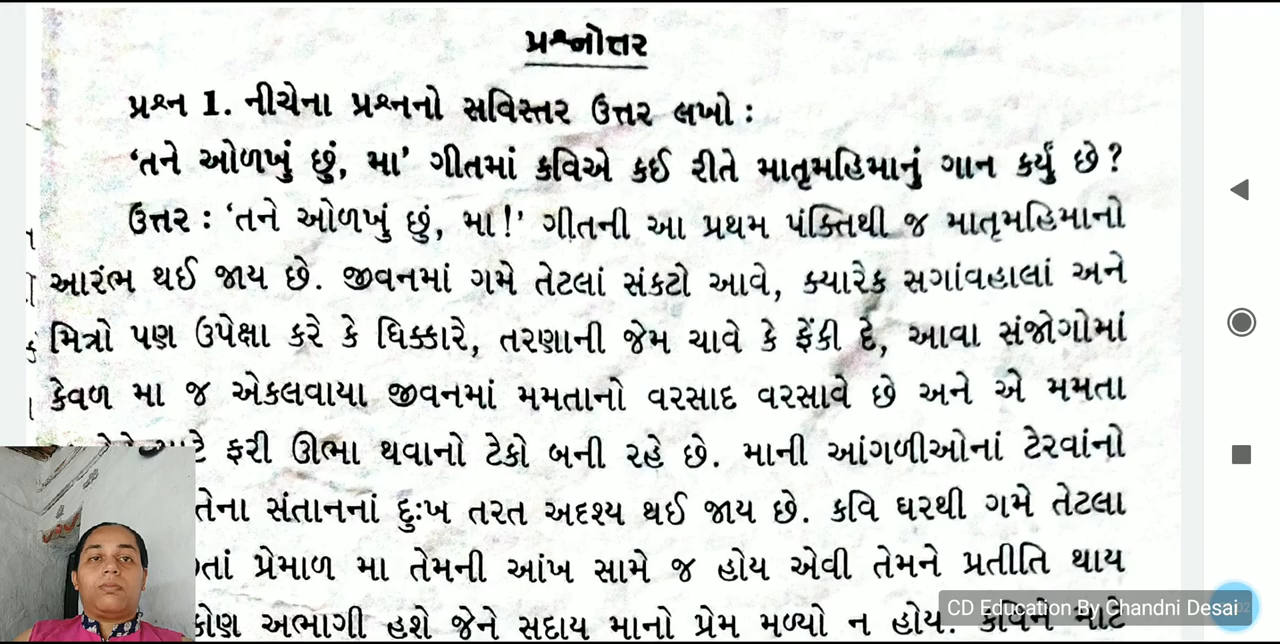 પ્રશ્નોત્તર
પ્રશ્ન 1. નીચેના પ્રશ્નનો સવિસ્તર ઉત્તર લખો :
‘તને ઓળખું છું, મા’ ગીતમાં કવિએ કઈ રીતે માતૃમહિમાનું ગાન કર્યું છે?
ઉત્તર : ‘તને ઓળખું છું, મા!’ ગીતની આ પ્રથમ પંક્તિથી જ માતૃમહિમાનો
આરંભ થઈ જાય છે. જીવનમાં ગમે તેટલાં સંકટો આવે, ક્યારેક સગાંવહાલાં અને
મિત્રો પણ ઉપેક્ષા કરે કે ધિક્કારે, તરણાની જેમ ચાવે કે ફેંકી દે, આવા સંજોગોમાં
કેવળ મા જ એકલવાયા જીવનમાં મમતાનો વરસાદ વરસાવે છે અને એ મમતા
ફરી ઊભા થવાનો ટેકો બની રહે છે. માની આંગળીઓનાં ટેરવાંનો
તેના સંતાનનાં દુઃખ તરત અદશ્ય થઈ જાય છે. કવિ ઘરથી ગમે તેટલા
પ્રેમાળ મા તેમની આંખ સામે જ હોય એવી તેમને પ્રતીતિ થાય
કોણ અભાગી હશે જેને સદાય માનો પ્રેમ મળ્યો ન હોય. કવિને માટે
CD Education By Chandni Desai